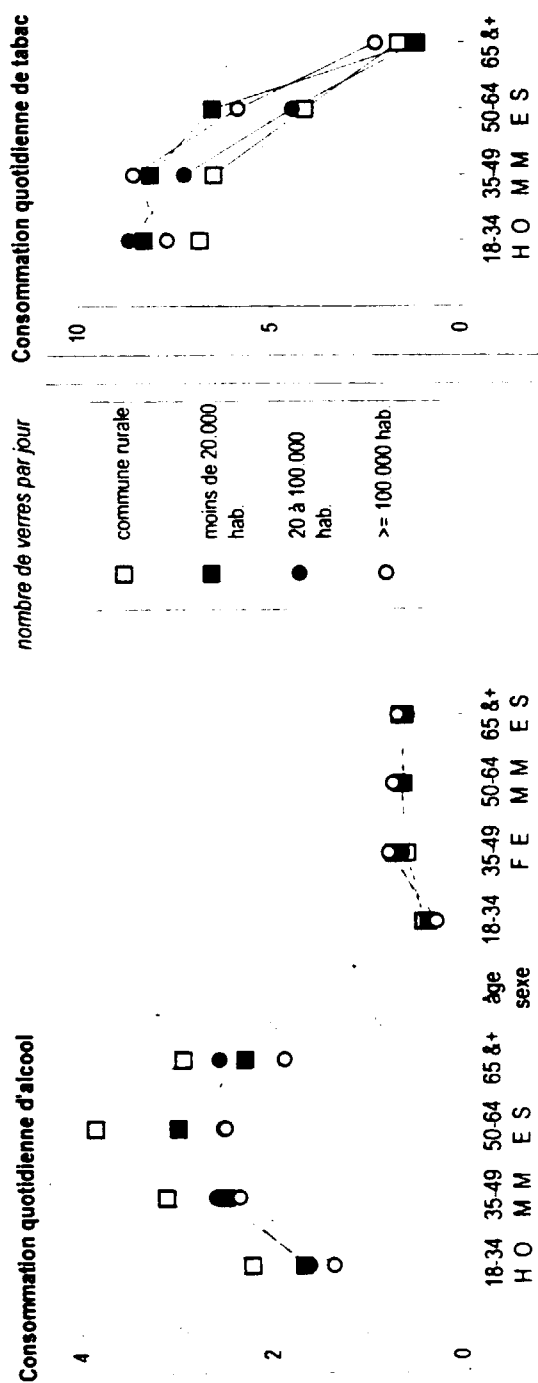 Consommation quotidienne d'alcool
4
2
0
18-34 35-49 50-64 65 &+
H O M M E S
âge
sexe
18-34 35-49 50-64 65 &+
F E M M E S
nombre de verres par jour
commune rurale
moins de 20.000
hab.
20 à 100.000
hab.
>= 100 000 hab
Consommation quotidienne de tabac
10
5
0
18-34 35-49 50-64 65 &+
H O M M E S